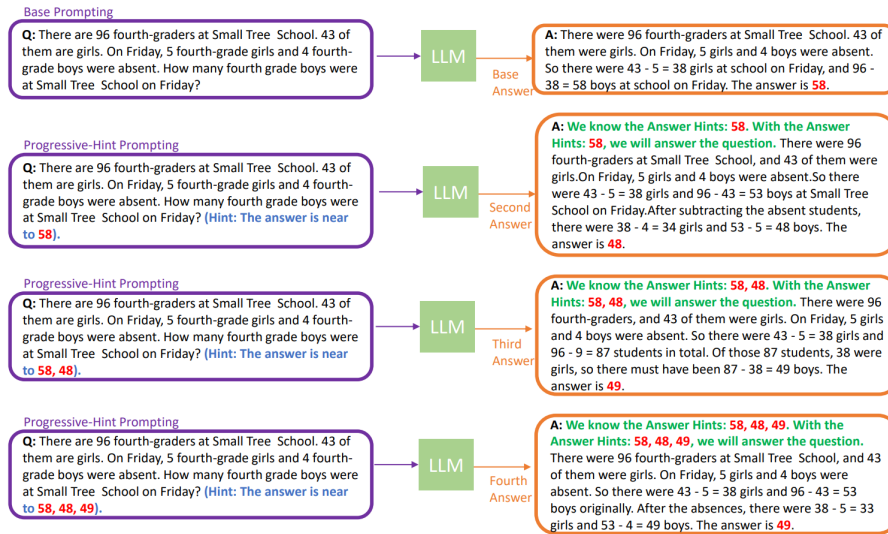 Base Prompting
Q: There are 96 fourth-graders at Small Tree School. 43 of
them are girls. On Friday, 5 fourth-grade girls and 4 fourth-
grade boys were absent. How many fourth grade boys were
at Small Tree School on Friday?
LLM
Base
Answer
A: There were 96 fourth-graders at Small Tree School. 43 of
them were girls. On Friday, 5 girls and 4 boys were absent.
So there were 43 - 5 = 38 girls at school on Friday, and 96 -
38 = 58 boys at school on Friday. The answer is 58.
Progressive-Hint Prompting
Q: There are 96 fourth-graders at Small Tree School. 43 of
them are girls. On Friday, 5 fourth-grade girls and 4 fourth-
grade boys were absent. How many fourth grade boys were
at Small Tree School on Friday? (Hint: The answer is near
to 58).
LLM
Second
Answer
A: We know the Answer Hints: 58. With the Answer
Hints: 58, we will answer the question. There were 96
fourth-graders at Small Tree School, and 43 of them were
girls.On Friday, 5 girls and 4 boys were absent.So there
were 43 - 5 = 38 girls and 96 - 43 = 53 boys at Small Tree
School on Friday.After subtracting the absent students,
there were 38 - 4 = 34 girls and 53 - 5 = 48 boys. The
answer is 48.
Progressive-Hint Prompting
Q: There are 96 fourth-graders at Small Tree School. 43 of
them are girls. On Friday, 5 fourth-grade girls and 4 fourth-
grade boys were absent. How many fourth grade boys were
at Small Tree School on Friday? (Hint: The answer is near
to 58, 48).
LLM
Third
Answer
A: We know the Answer Hints: 58, 48. With the Answer
Hints: 58, 48, we will answer the question. There were 96
fourth-graders, and 43 of them were girls. On Friday, 5 girls
and 4 boys were absent. So there were 43 - 5 = 38 girls and
96 - 9 = 87 students in total. Of those 87 students, 38 were
girls, so there must have been 87 - 38 = 49 boys. The
answer is 49.
Progressive-Hint Prompting
Q: There are 96 fourth-graders at Small Tree School. 43 of
them are girls. On Friday, 5 fourth-grade girls and 4 fourth-
grade boys were absent. How many fourth grade boys were
at Small Tree School on Friday? (Hint: The answer is near
to 58, 48, 49).
LLM
Fourth
Answer
A: We know the Answer Hints: 58, 48, 49. With the
Answer Hints: 58, 48, 49, we will answer the question.
There were 96 fourth-graders at Small Tree School, and 43
of them were girls. On Friday, 5 girls and 4 boys were
absent. So there were 43 - 5 = 38 girls and 96 - 43 = 53
boys originally. After the absences, there were 38 - 5 = 33
girls and 53 - 4 = 49 boys. The answer is 49.